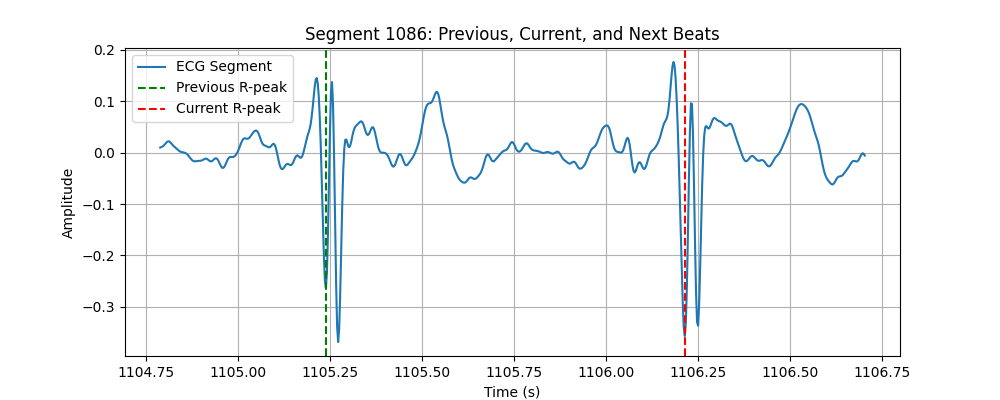 Segment 1086: Previous, Current, and Next Beats
ECG Segment
Previous R-peak
Current R-peak
Amplitude
0.2
0.1
0.0
−0.1
−0.2
−0.3
1104.75
1105.00
1105.25
1105.50
1105.75
1106.00
1106.25
1106.50
1106.75
Time (s)